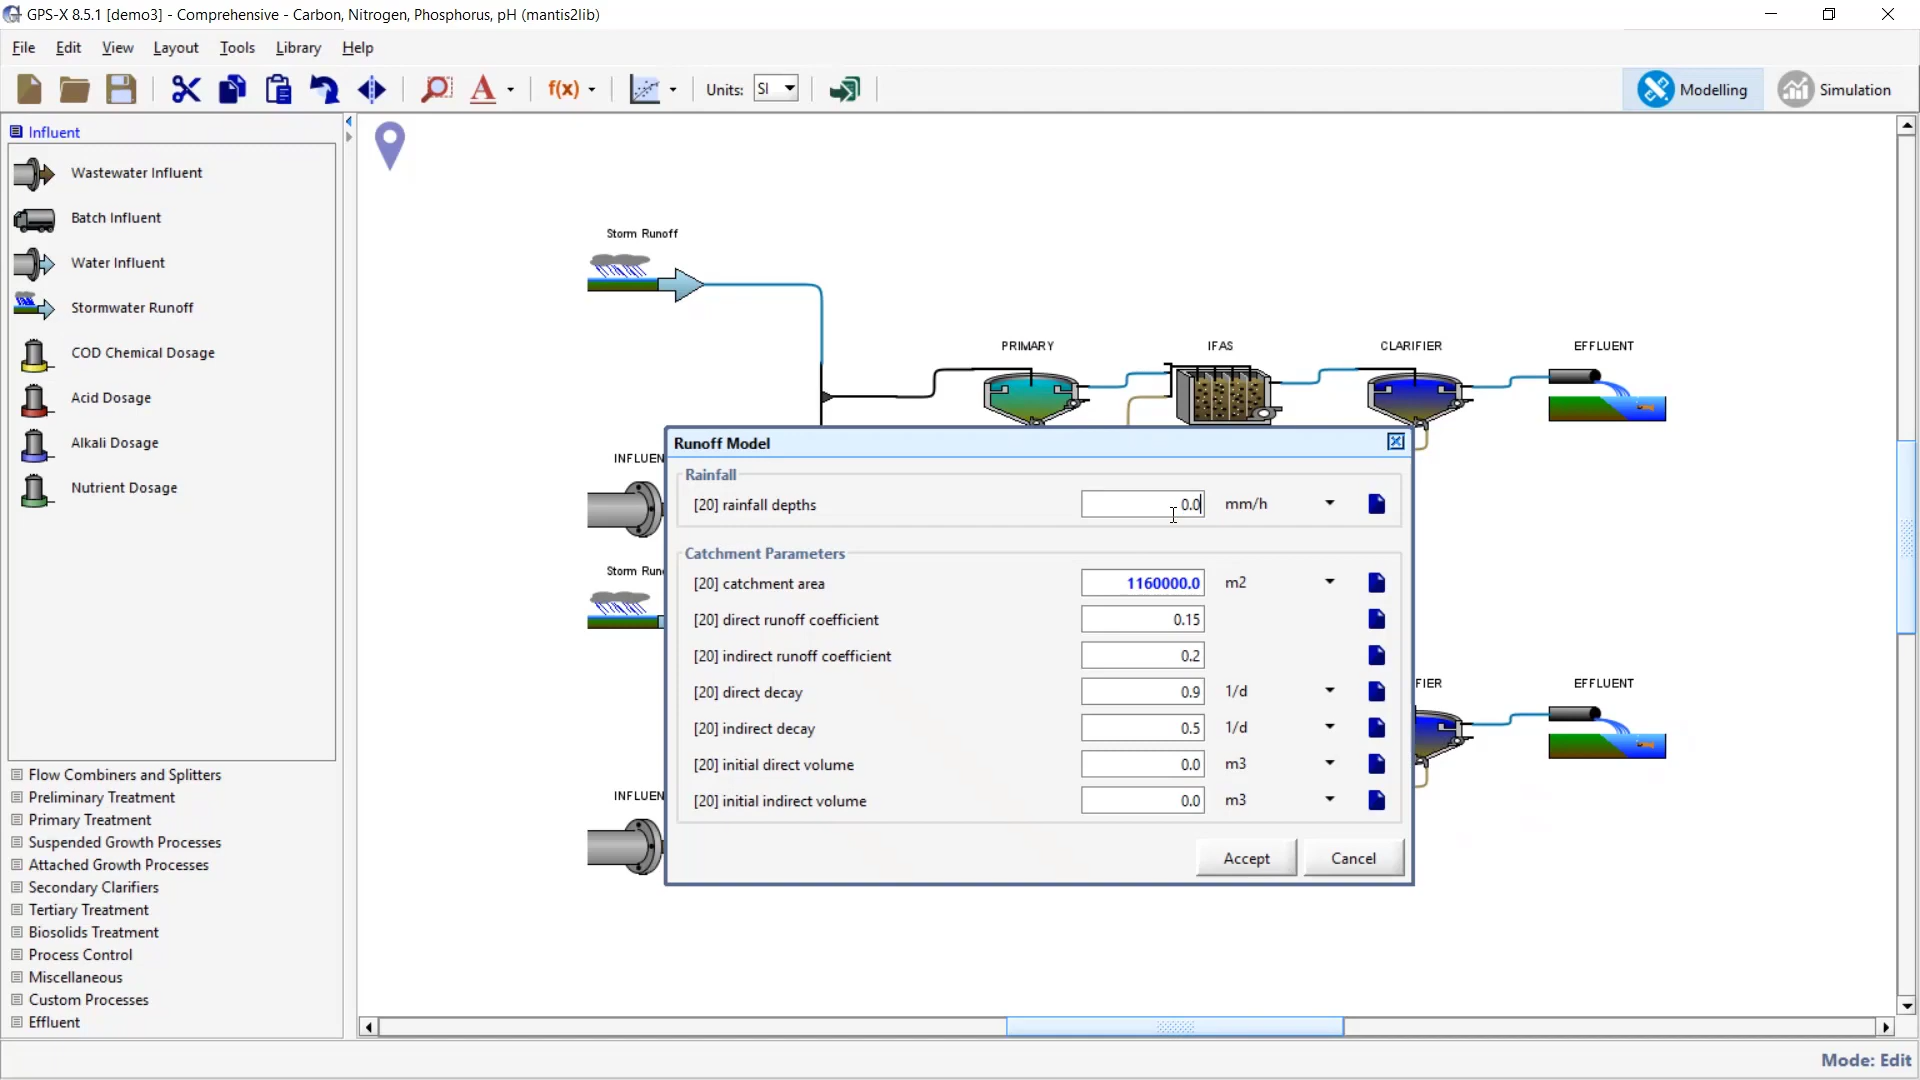 GPS-X 8.5.1 [demo3] - Comprehensive - Carbon, Nitrogen, Phosphorus, pH (mantis2lib)
File Edit View Layout Tools Library Help
A f(x) Units: SI Modelling Simulation
Influent
Wastewater Influent
Batch Influent
Water Influent
Stormwater Runoff
COD Chemical Dosage
Acid Dosage
Alkali Dosage
Nutrient Dosage
Flow Combiners and Splitters
Preliminary Treatment
Primary Treatment
Suspended Growth Processes
Attached Growth Processes
Secondary Clarifiers
Tertiary Treatment
Biosolids Treatment
Process Control
Miscellaneous
Custom Processes
Effluent
Storm Runoff
PRIMARY IFAS CLARIFIER EFFLUENT
INFLUEN
Storm Run
INFLUEN
FIER EFFLUENT
Runoff Model
Rainfall
[20] rainfall depths 0.0 mm/h
Catchment Parameters
[20] catchment area 1160000.0 m2
[20] direct runoff coefficient 0.15
[20] indirect runoff coefficient 0.2
[20] direct decay 0.9 1/d
[20] indirect decay 0.5 1/d
[20] initial direct volume 0.0 m3
[20] initial indirect volume 0.0 m3
Accept Cancel
Mode: Edit